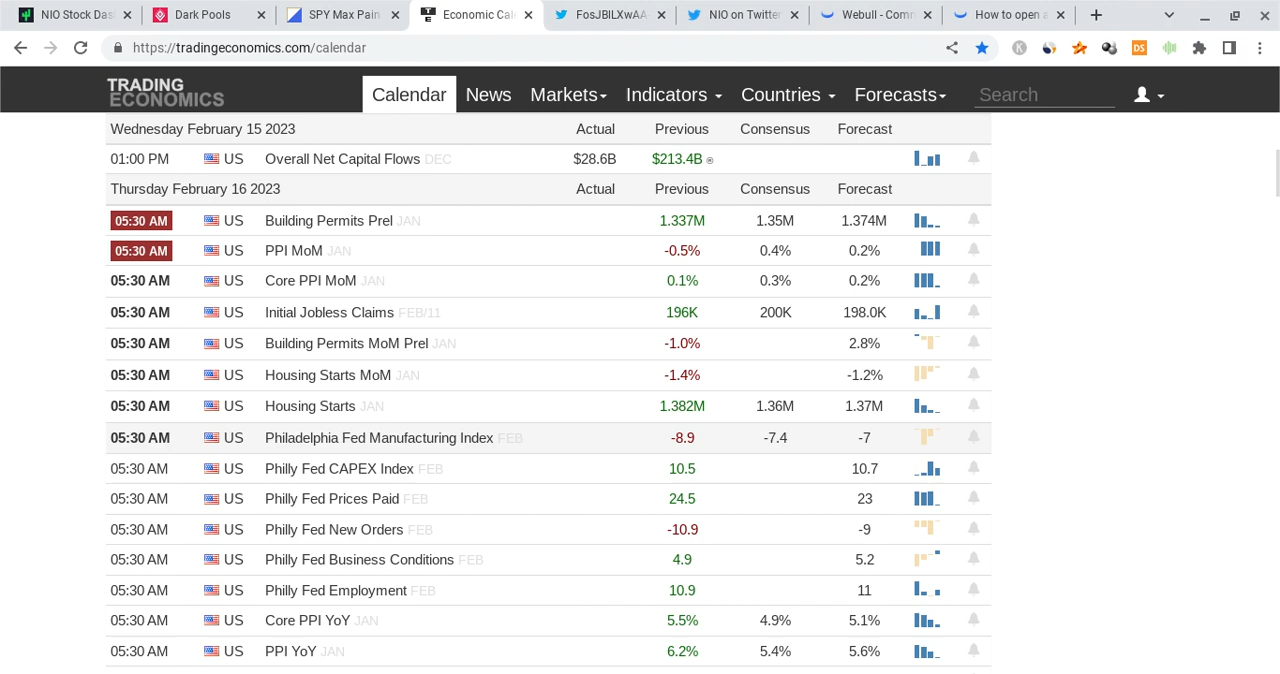 NIO Stock Das
Dark Pools
SPY Max Pain
Economic Cal
FosJBlLXwAA
NIO on Twitter
Webull - Comm
How to open a
https://tradingeconomics.com/calendar
TRADING
ECONOMICS
Calendar News Markets Indicators Countries Forecasts Search
Wednesday February 15 2023 Actual Previous Consensus Forecast
01:00 PM US Overall Net Capital Flows DEC $28.6B $213.4B ®
Thursday February 16 2023 Actual Previous Consensus Forecast
05:30 AM US Building Permits Prel JAN 1.337M 1.35M 1.374M
05:30 AM US PPI MoM JAN -0.5% 0.4% 0.2%
05:30 AM US Core PPI MoM JAN 0.1% 0.3% 0.2%
05:30 AM US Initial Jobless Claims FEB/11 196K 200K 198.0K
05:30 AM US Building Permits MoM Prel JAN -1.0% 2.8%
05:30 AM US Housing Starts MoM JAN -1.4% -1.2%
05:30 AM US Housing Starts JAN 1.382M 1.36M 1.37M
05:30 AM US Philadelphia Fed Manufacturing Index FEB -8.9 -7.4 -7
05:30 AM US Philly Fed CAPEX Index FEB 10.5 10.7
05:30 AM US Philly Fed Prices Paid FEB 24.5 23
05:30 AM US Philly Fed New Orders FEB -10.9 -9
05:30 AM US Philly Fed Business Conditions FEB 4.9 5.2
05:30 AM US Philly Fed Employment FEB 10.9 11
05:30 AM US Core PPI YoY JAN 5.5% 4.9% 5.1%
05:30 AM US PPI YoY JAN 6.2% 5.4% 5.6%